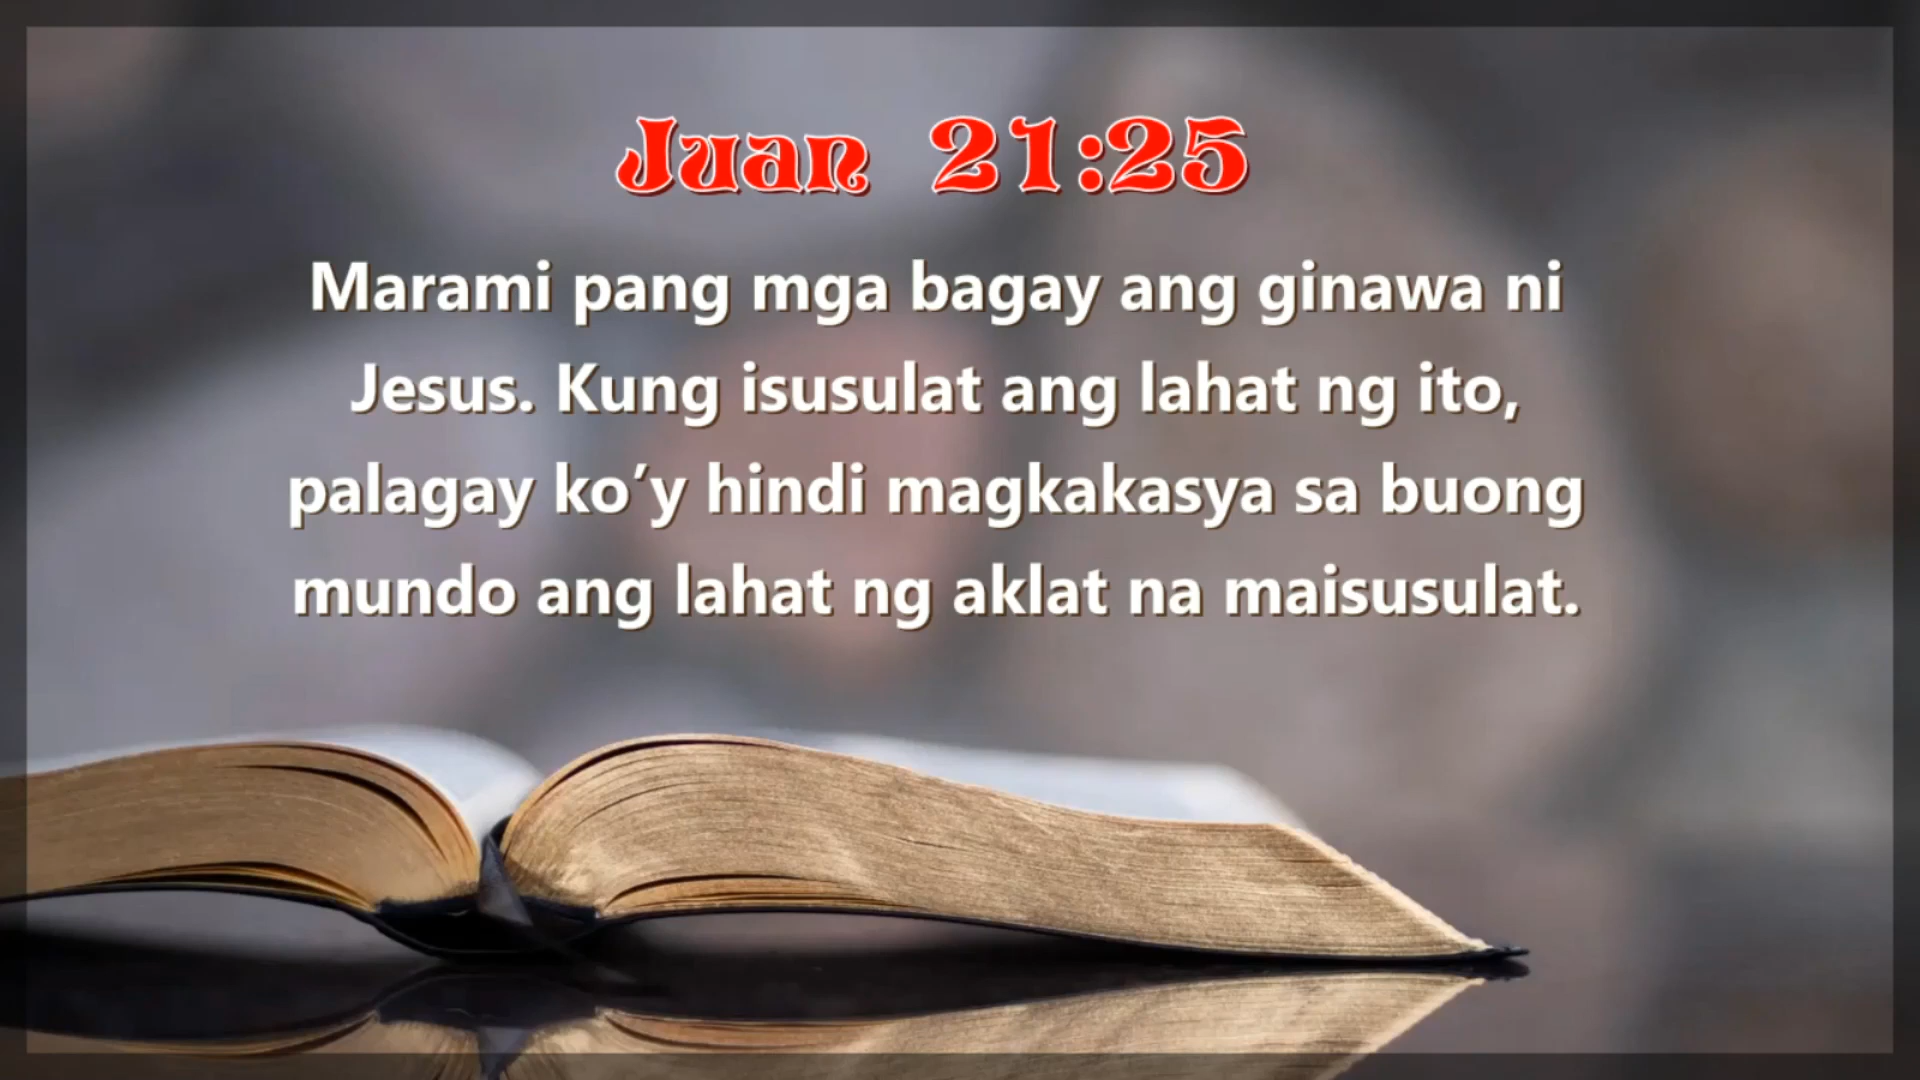 Juan 21:25
Marami pang mga bagay ang ginawa ni
Jesus. Kung isusulat ang lahat ng ito,
palagay ko’y hindi magkakasya sa buong
mundo ang lahat ng aklat na maisusulat.